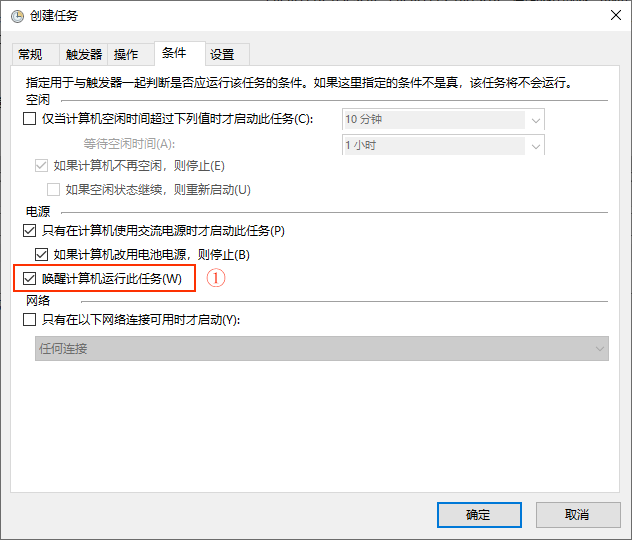 创建任务
常规 触发器 操作 条件 设置
指定用于与触发器一起判断是否应运行该任务的条件。如果这里指定的条件不是真，该任务将不会运行。
空闲
仅当计算机空闲时间超过下列值时才启动此任务(C): 10 分钟
等待空闲时间(A): 1 小时
如果计算机不再空闲，则停止(E)
如果空闲状态继续，则重新启动(U)
电源
只有在计算机使用交流电源时才启动此任务(P)
如果计算机改用电池电源，则停止(B)
唤醒计算机运行此任务(W) ①
网络
只有在以下网络连接可用时才启动(Y):
任何连接
确定 取消